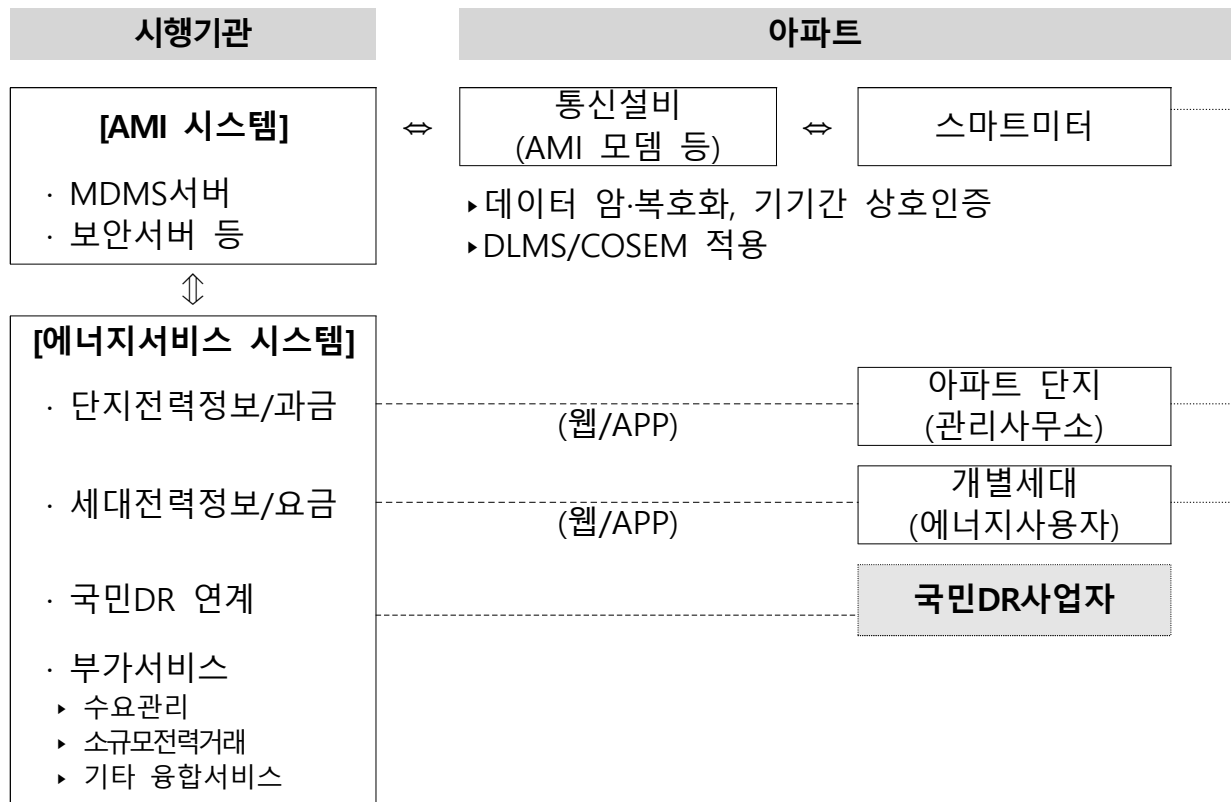 시행기관
아파트
[AMI 시스템]
· MDMS서버
· 보안서버 등
⇔
통신설비
(AMI 모뎀 등)
⇔
스마트미터
▸데이터 암·복호화, 기기간 상호인증
▸DLMS/COSEM 적용
⇕
[에너지서비스 시스템]
· 단지전력정보/과금
(웹/APP)
아파트 단지
(관리사무소)
· 세대전력정보/요금
(웹/APP)
개별세대
(에너지사용자)
· 국민DR 연계
국민DR사업자
· 부가서비스
▸ 수요관리
▸ 소규모전력거래
▸ 기타 융합서비스